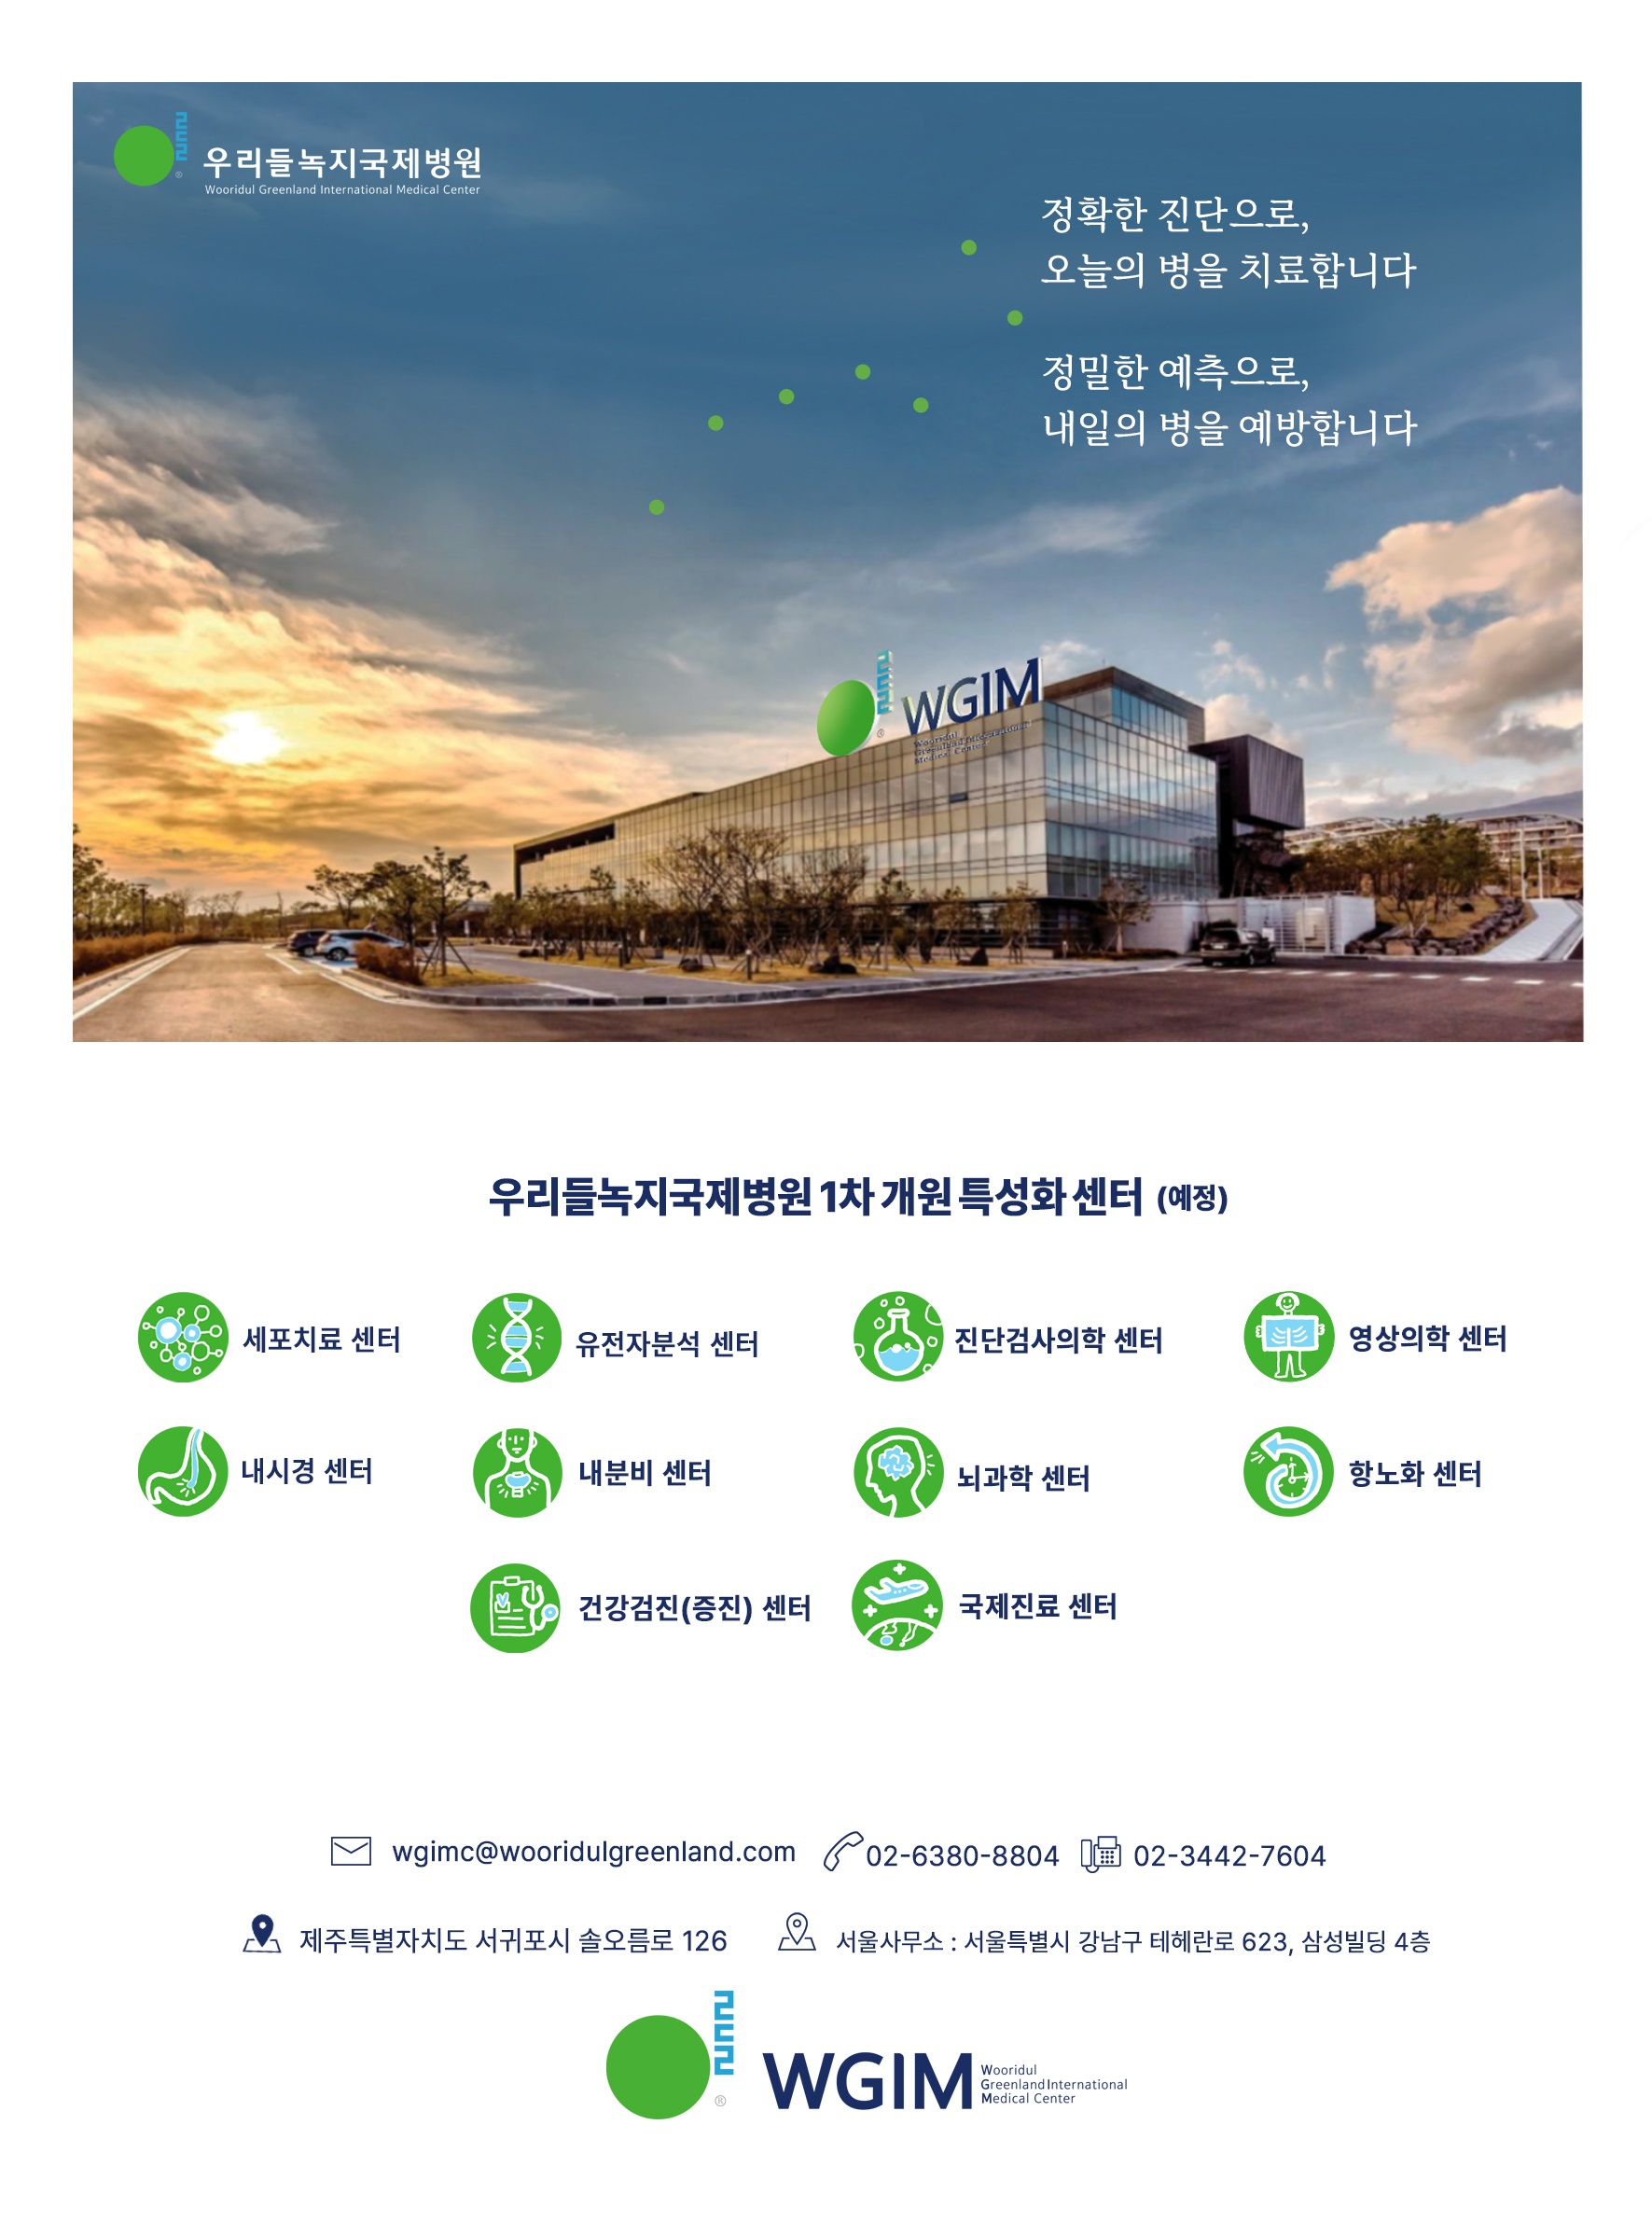 우리들녹지국제병원
Wooridul Greenland International Medical Center
정확한 진단으로,
오늘의 병을 치료합니다
정밀한 예측으로,
내일의 병을 예방합니다
WGIM
Wooridul
Greenland International
Medical Center
우리들녹지국제병원 1차 개원 특성화 센터 (예정)
세포치료 센터
유전자분석 센터
진단검사의학 센터
영상의학 센터
내시경 센터
내분비 센터
뇌과학 센터
항노화 센터
건강검진(증진) 센터
국제진료 센터
wgimc@wooridulgreenland.com 02-6380-8804 02-3442-7604
제주특별자치도 서귀포시 솔오름로 126
서울사무소 : 서울특별시 강남구 테헤란로 623, 삼성빌딩 4층
WGIM
Wooridul
Greenland International
Medical Center